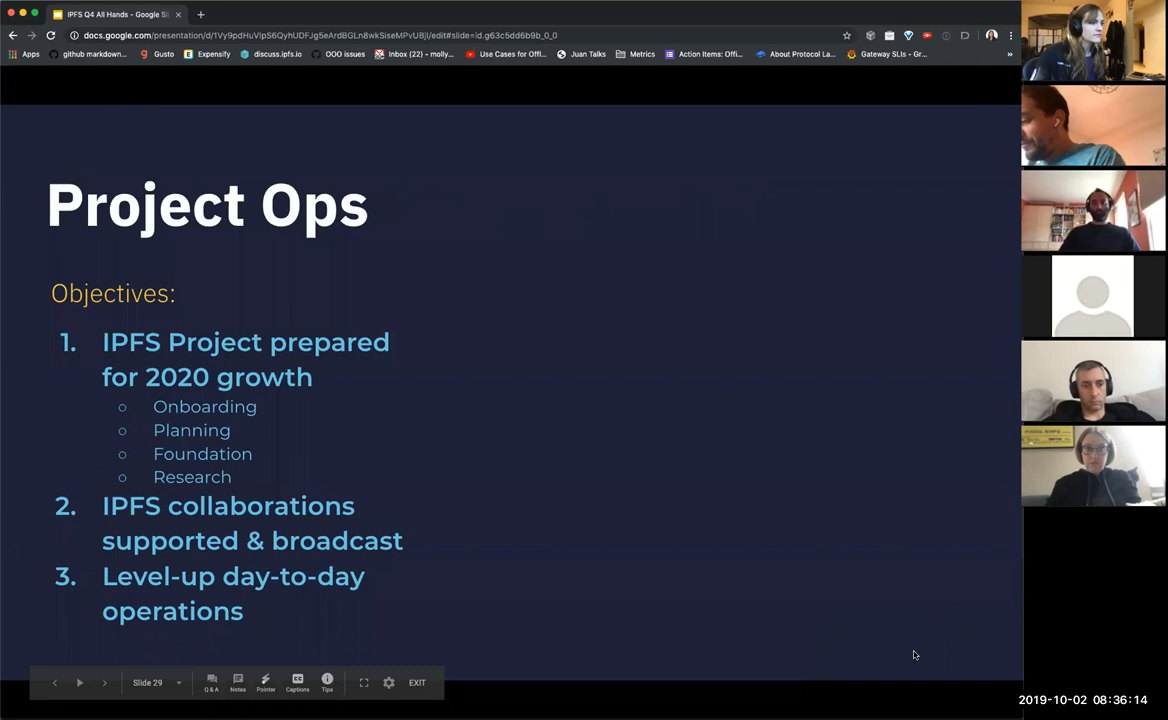 IPFS Q4 All Hands - Google Sli
docs.google.com/presentation/d/1Vy9pdHuVlpS6QyhUDFJg5eArdBGLn8wkSiseMPvUBjI/edit#slide=id.g63c5dd6b9b_0_0
Apps github markdown... Gusto Expensify discuss.ipfs.io OOO issues Inbox (22) - molly... Use Cases for Offl... Juan Talks Metrics Action Items: Offi... About Protocol La... Gateway SLIs - Gr... »
Project Ops
Objectives:
1. IPFS Project prepared
for 2020 growth
○ Onboarding
○ Planning
○ Foundation
○ Research
2. IPFS collaborations
supported & broadcast
3. Level-up day-to-day
operations
Slide 29 Q & A Notes Pointer Captions Tips EXIT
2019-10-02 08:36:14